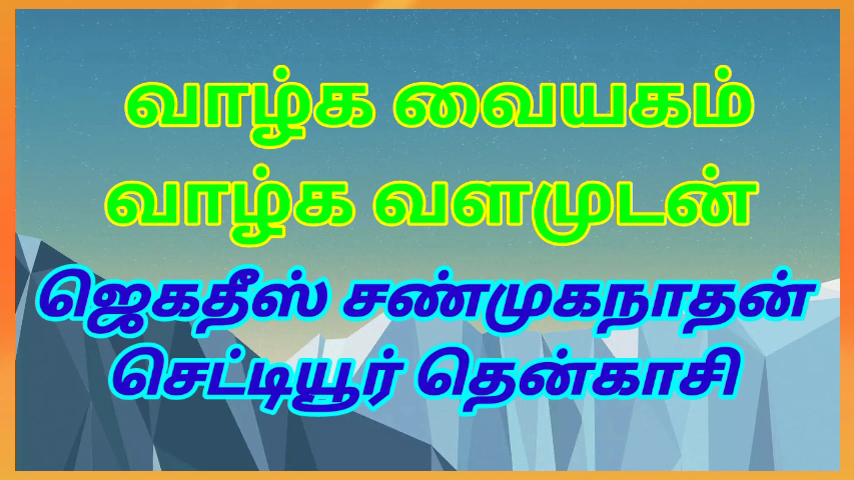 வாழ்க வையகம்
வாழ்க வளமுடன்
ஜெகதீஸ் சண்முகநாதன்
செட்டியூர் தென்காசி